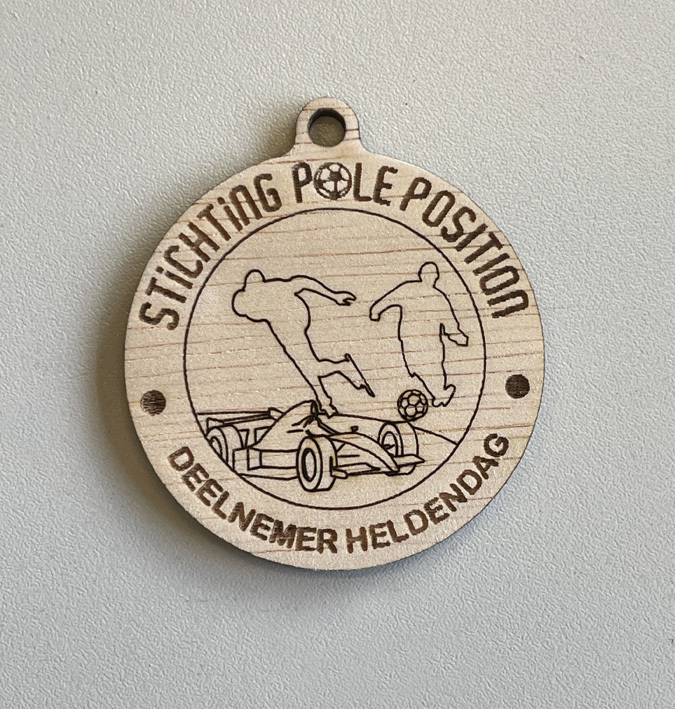 STiCHTiNG POLE POSITION
DEELNEMER HELDENDAG